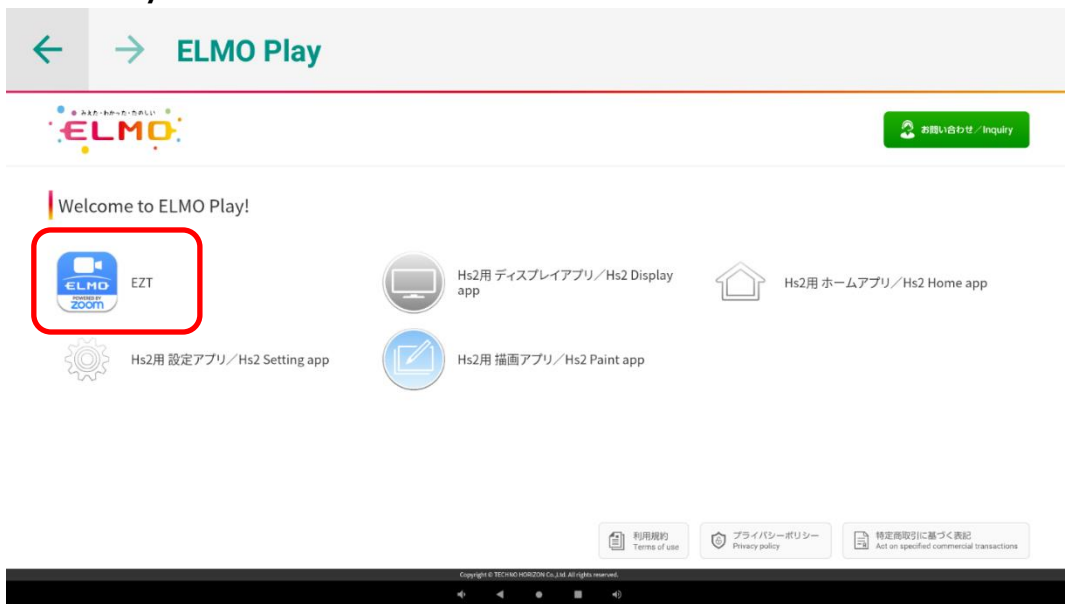 ELMO Play
みえた・わかった・たのしい
ELMO
お問い合わせ／Inquiry
Welcome to ELMO Play!
ELMO
POWERED BY
zoom
EZT
Hs2用 ディスプレイアプリ／Hs2 Display
app
Hs2用 ホームアプリ／Hs2 Home app
Hs2用 設定アプリ／Hs2 Setting app
Hs2用 描画アプリ／Hs2 Paint app
利用規約
Terms of use
プライバシーポリシー
Privacy policy
特定商取引に基づく表記
Act on specified commercial transactions
Copyright © TECHNO HORIZON Co.,Ltd. All rights reserved.